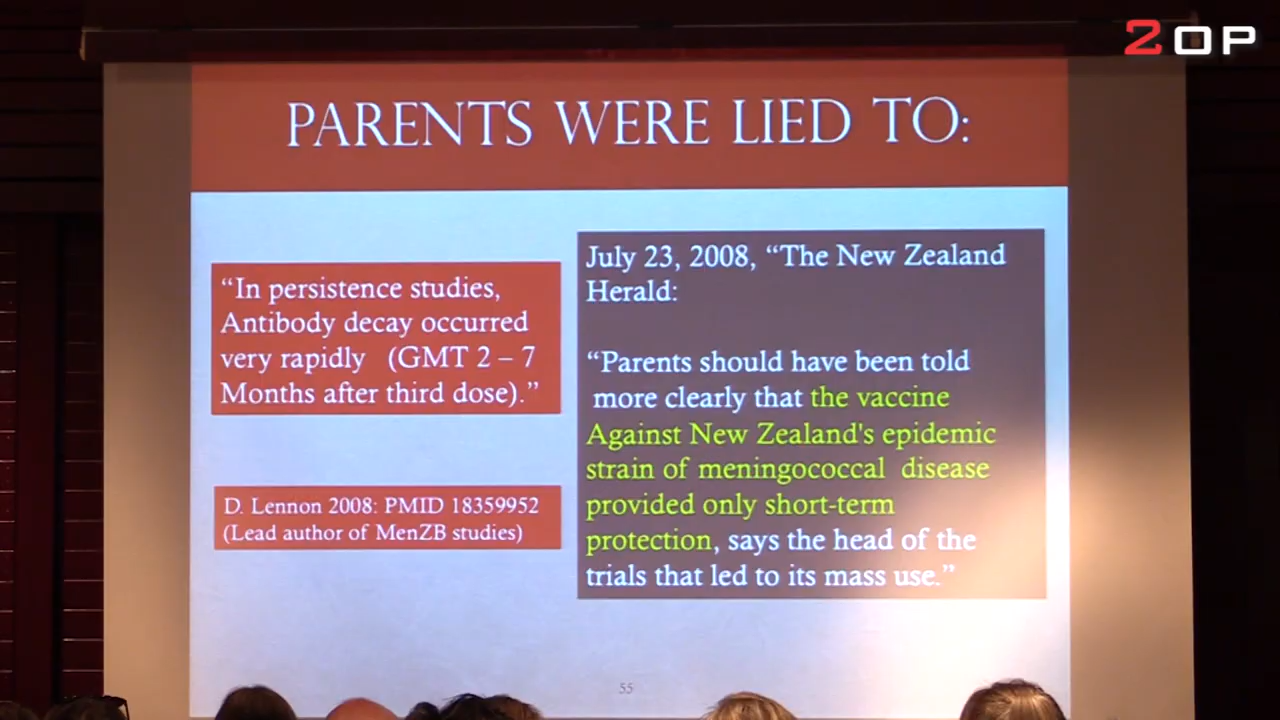 2OP
PARENTS WERE LIED TO:
“In persistence studies,
Antibody decay occurred
very rapidly (GMT 2 – 7
Months after third dose).”
D. Lennon 2008: PMID 18359952
(Lead author of MenZB studies)
July 23, 2008, “The New Zealand
Herald:
“Parents should have been told
more clearly that the vaccine
Against New Zealand's epidemic
strain of meningococcal disease
provided only short-term
protection, says the head of the
trials that led to its mass use.”
55